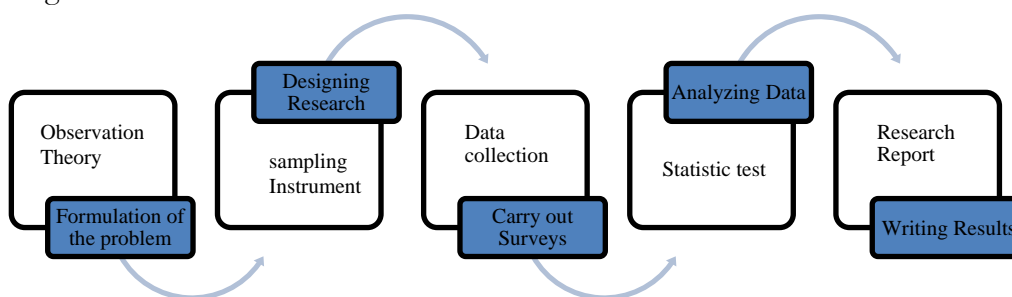 Observation
Theory
Formulation of
the problem
Designing
Research
sampling
Instrument
Data
collection
Carry out
Surveys
Analyzing Data
Statistic test
Research
Report
Writing Results